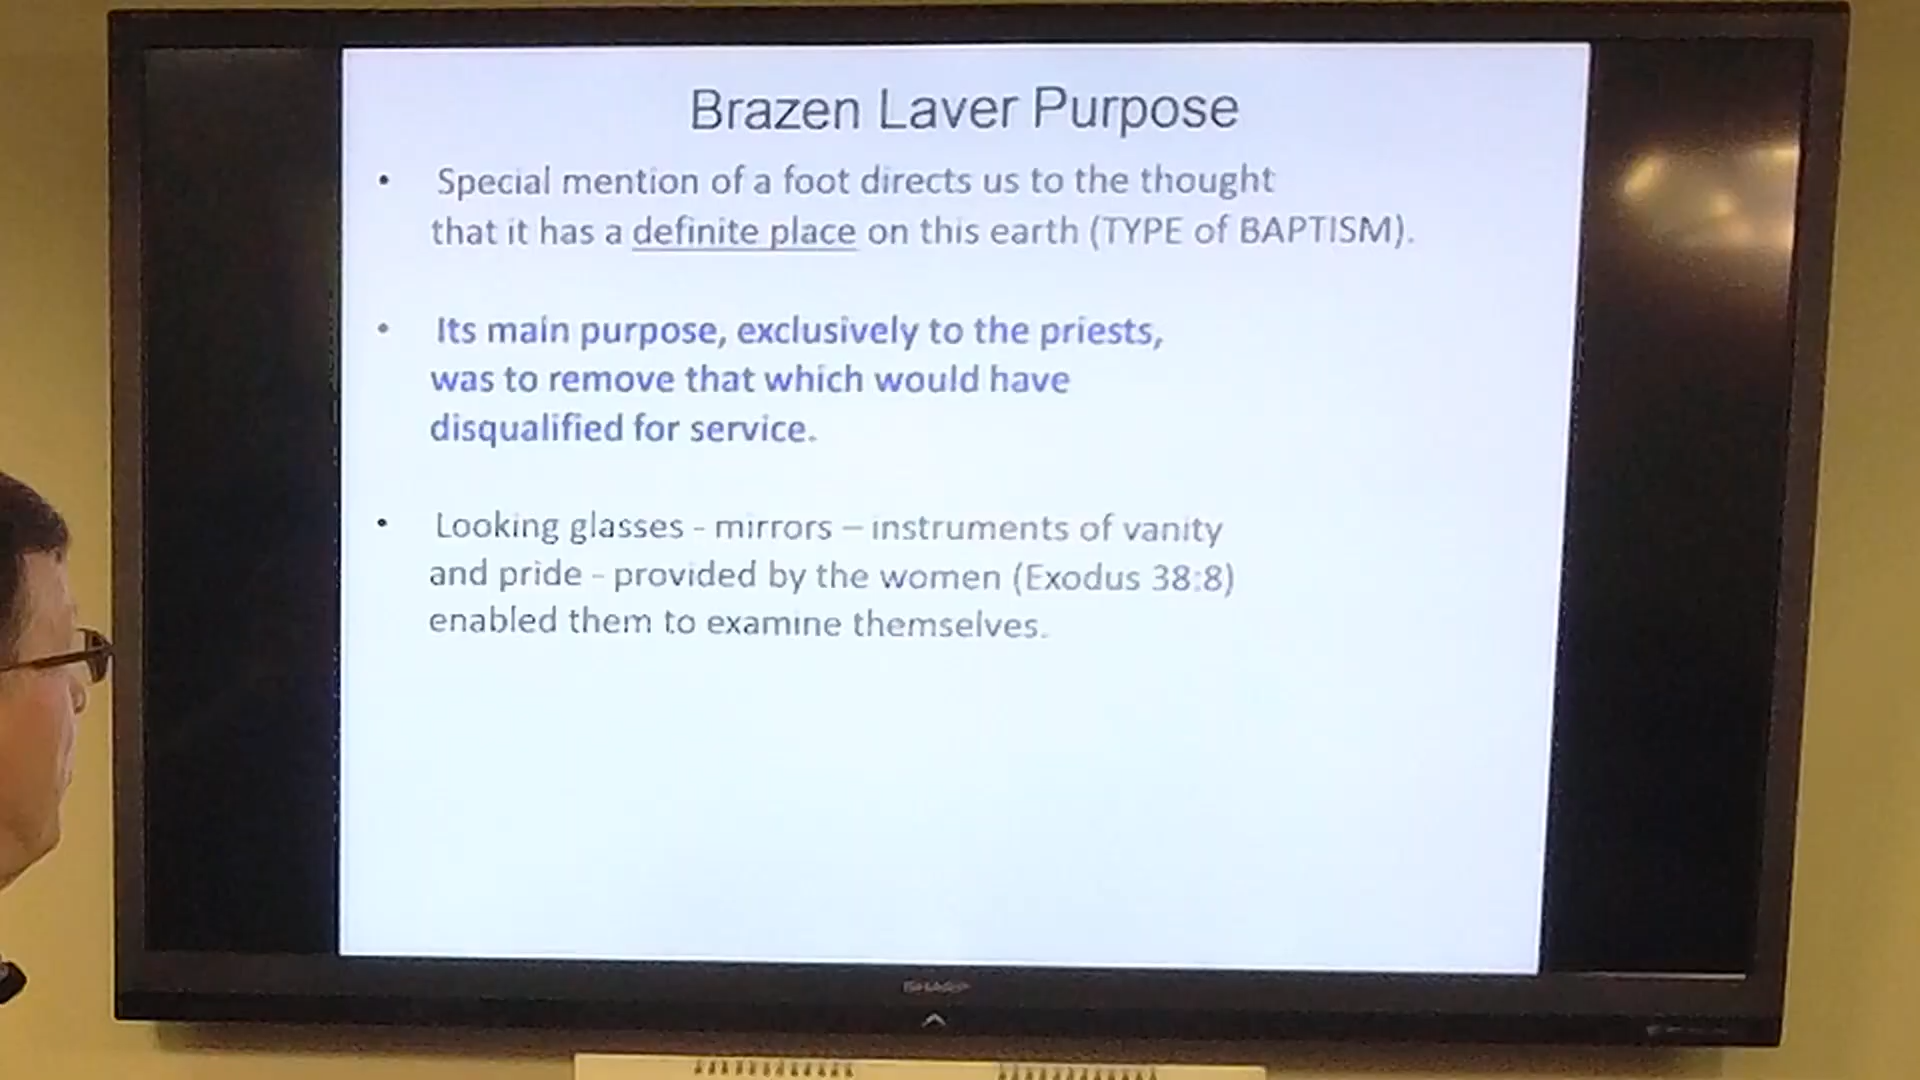 Brazen Laver Purpose
• Special mention of a foot directs us to the thought
that it has a definite place on this earth (TYPE of BAPTISM).
• Its main purpose, exclusively to the priests,
was to remove that which would have
disqualified for service.
• Looking glasses - mirrors – instruments of vanity
and pride - provided by the women (Exodus 38:8)
enabled them to examine themselves.